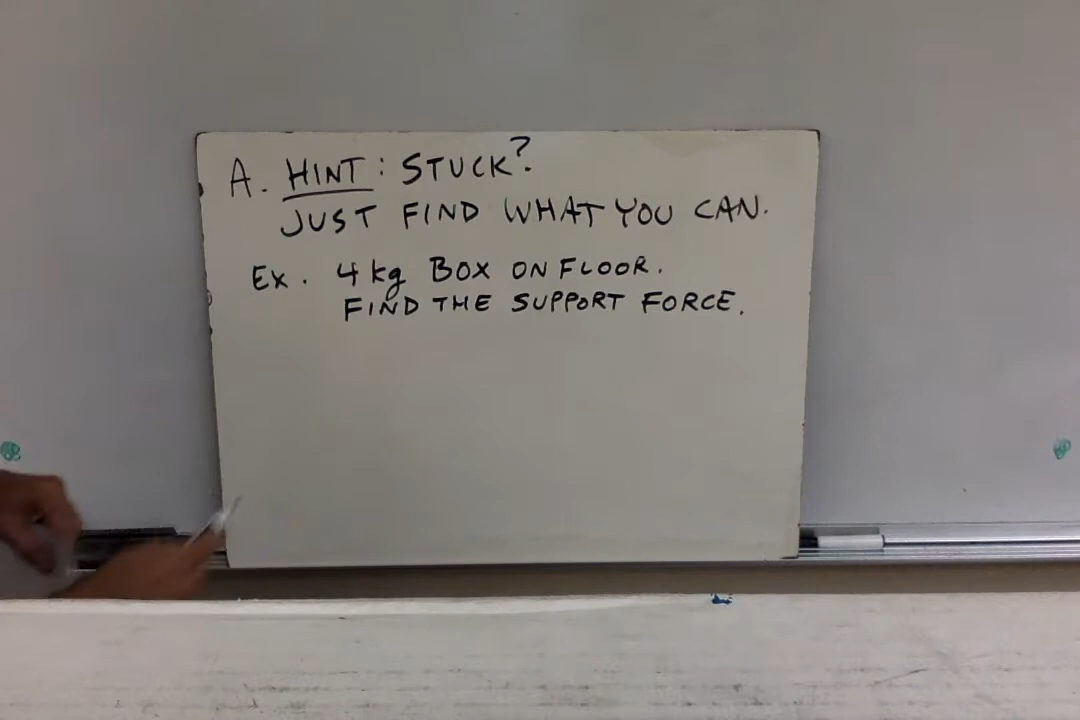 A. HINT: STUCK?
JUST FIND WHAT YOU CAN.
Ex. 4 kg BOX ON FLOOR.
FIND THE SUPPORT FORCE.